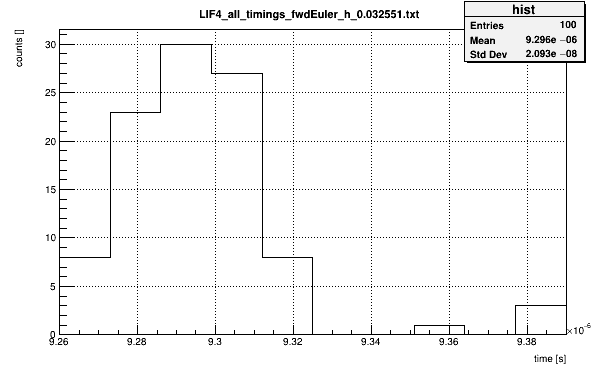 LIF4_all_timings_fwdEuler_h_0.032551.txt
hist
Entries 100
Mean 9.296e −06
Std Dev 2.093e −08
counts []
30
25
20
15
10
5
0
9.26 9.28 9.3 9.32 9.34 9.36 9.38
×10⁻⁶
time [s]